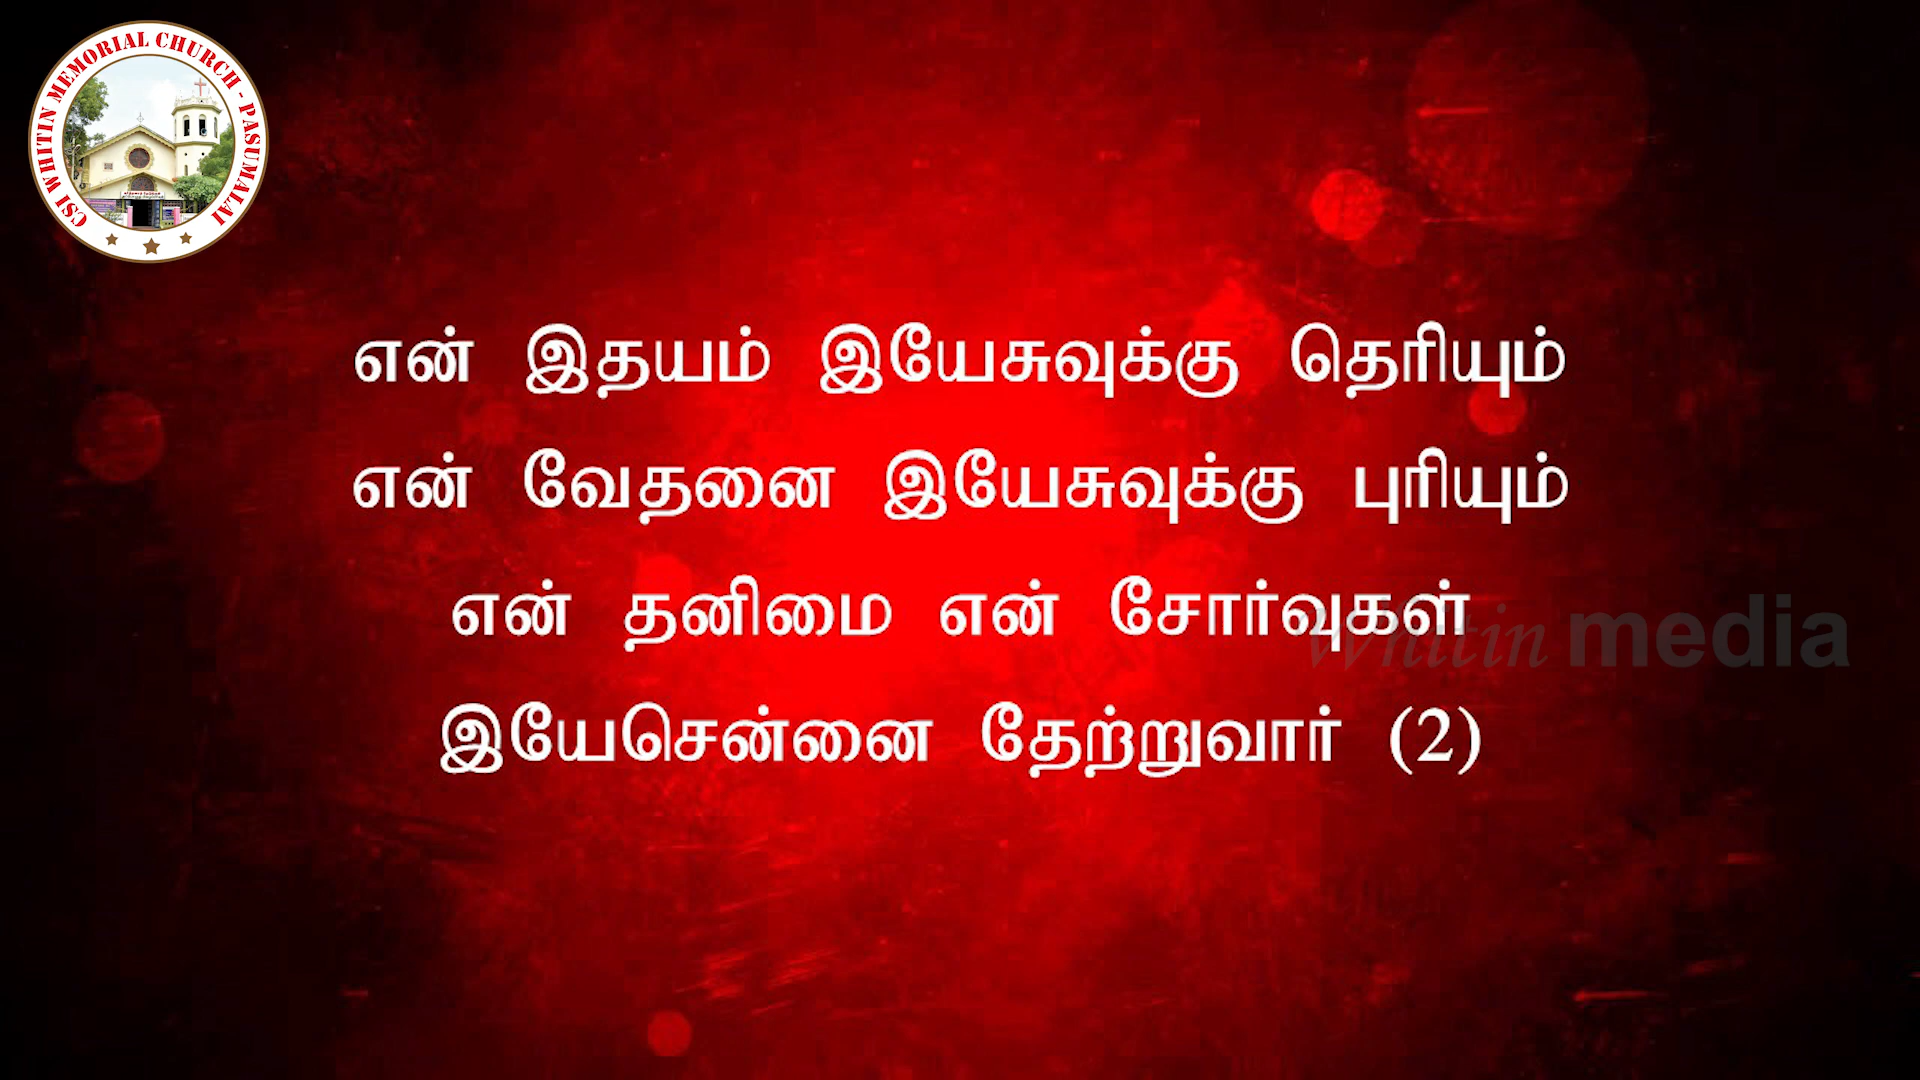 CSI WHITIN MEMORIAL CHURCH - PASUMALAI
என் இதயம் இயேசுவுக்கு தெரியும்
என் வேதனை இயேசுவுக்கு புரியும்
என் தனிமை என் சோர்வுகள்
Whitin media
இயேசென்னை தேற்றுவார் (2)